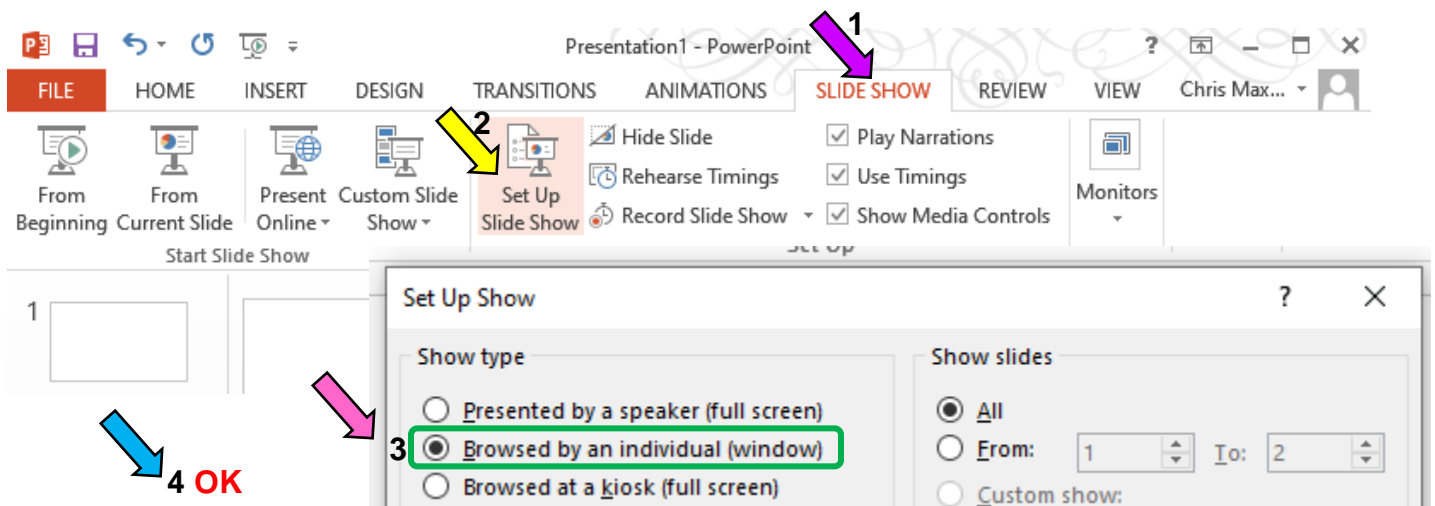 1
Presentation1 - PowerPoint ?
FILE HOME INSERT DESIGN TRANSITIONS ANIMATIONS SLIDE SHOW REVIEW VIEW Chris Max...
2
Hide Slide Play Narrations
Rehearse Timings Use Timings
From From Present Custom Slide Set Up Monitors
Beginning Current Slide Online Show Slide Show Record Slide Show Show Media Controls
Start Slide Show Set Up
1
Set Up Show ?
Show type Show slides
Presented by a speaker (full screen) All
3 Browsed by an individual (window) From: 1 To: 2
4 OK Browsed at a kiosk (full screen) Custom show: